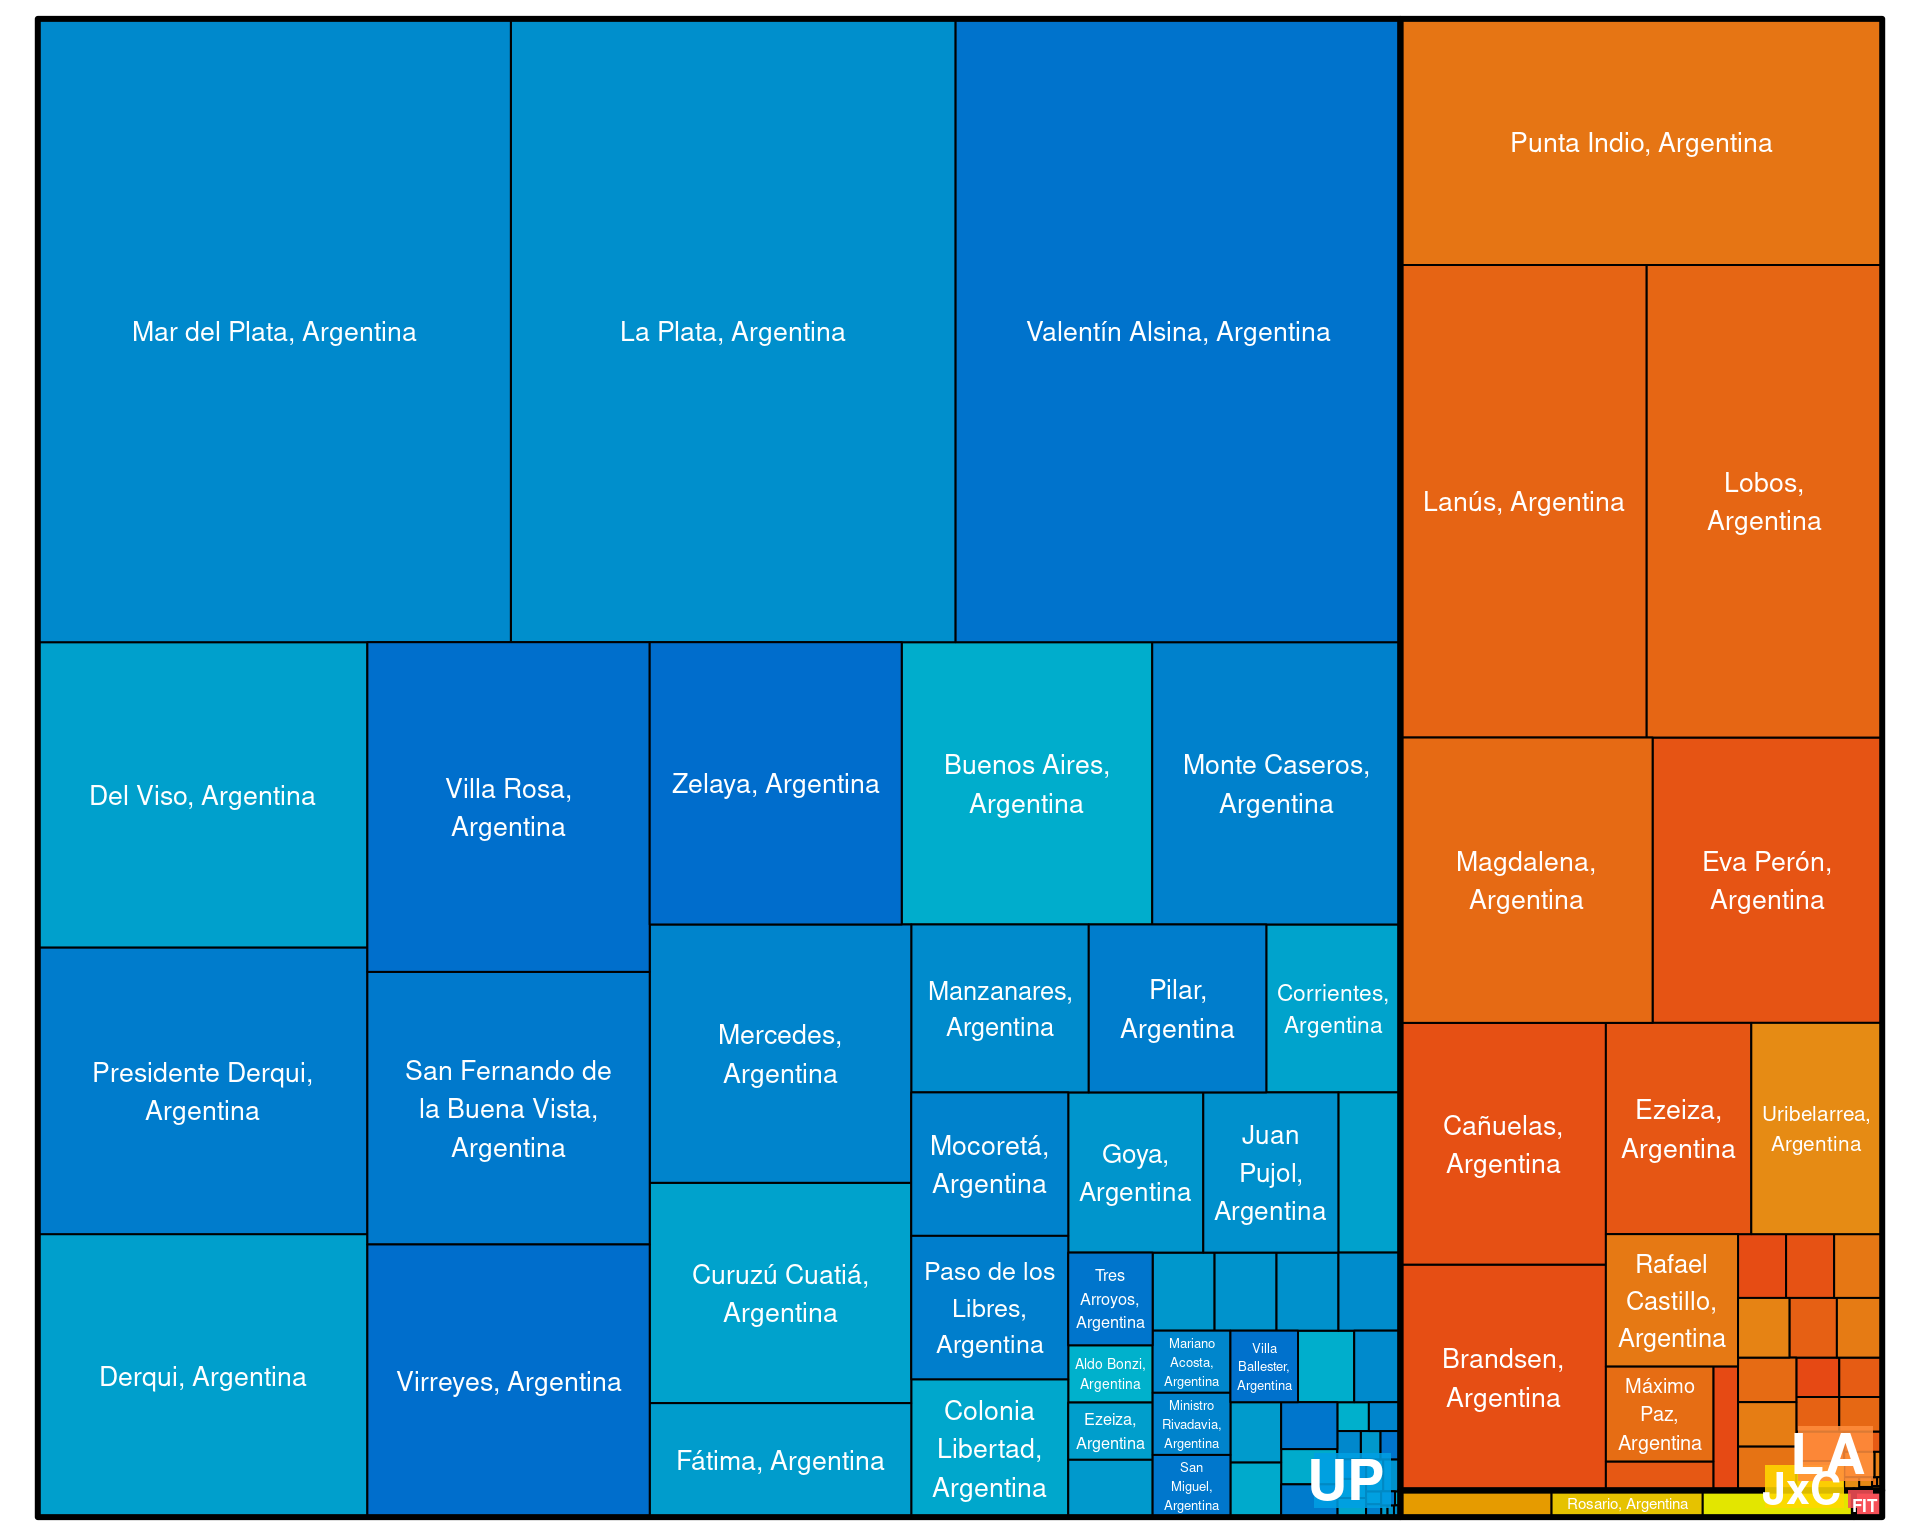 Mar del Plata, Argentina
La Plata, Argentina
Valentín Alsina, Argentina
Punta Indio, Argentina
Lanús, Argentina
Lobos,
Argentina
Del Viso, Argentina
Villa Rosa,
Argentina
Zelaya, Argentina
Buenos Aires,
Argentina
Monte Caseros,
Argentina
Magdalena,
Argentina
Eva Perón,
Argentina
Presidente Derqui,
Argentina
San Fernando de
la Buena Vista,
Argentina
Mercedes,
Argentina
Manzanares,
Argentina
Pilar,
Argentina
Corrientes,
Argentina
Cañuelas,
Argentina
Ezeiza,
Argentina
Uribelarrea,
Argentina
Mocoretá,
Argentina
Goya,
Argentina
Juan
Pujol,
Argentina
Derqui, Argentina
Virreyes, Argentina
Curuzú Cuatiá,
Argentina
Fátima, Argentina
Paso de los
Libres,
Argentina
Colonia
Libertad,
Argentina
Tres
Arroyos,
Argentina
Aldo Bonzi,
Argentina
Ezeiza,
Argentina
Mariano
Acosta,
Argentina
Ministro
Rivadavia,
Argentina
San
Miguel,
Argentina
Villa
Ballester,
Argentina
UP
Brandsen,
Argentina
Rafael
Castillo,
Argentina
Máximo
Paz,
Argentina
LA
JxC
FIT
Rosario, Argentina